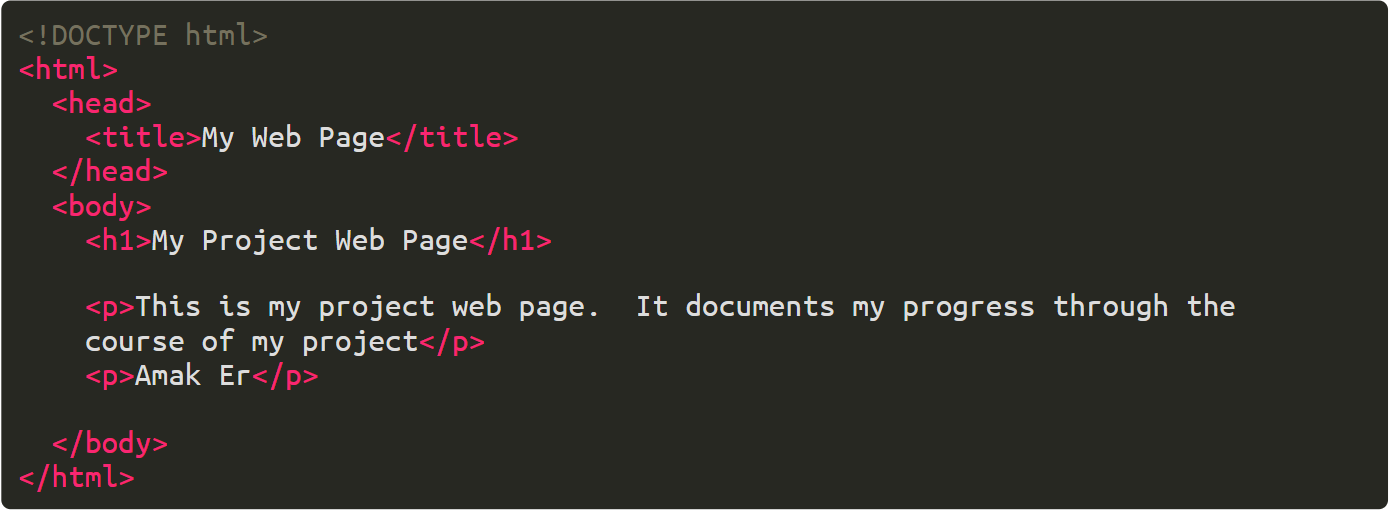 <!DOCTYPE html>
<html>
  <head>
    <title>My Web Page</title>
  </head>
  <body>
    <h1>My Project Web Page</h1>

    <p>This is my project web page.  It documents my progress through the
    course of my project</p>
    <p>Amak Er</p>

  </body>
</html>